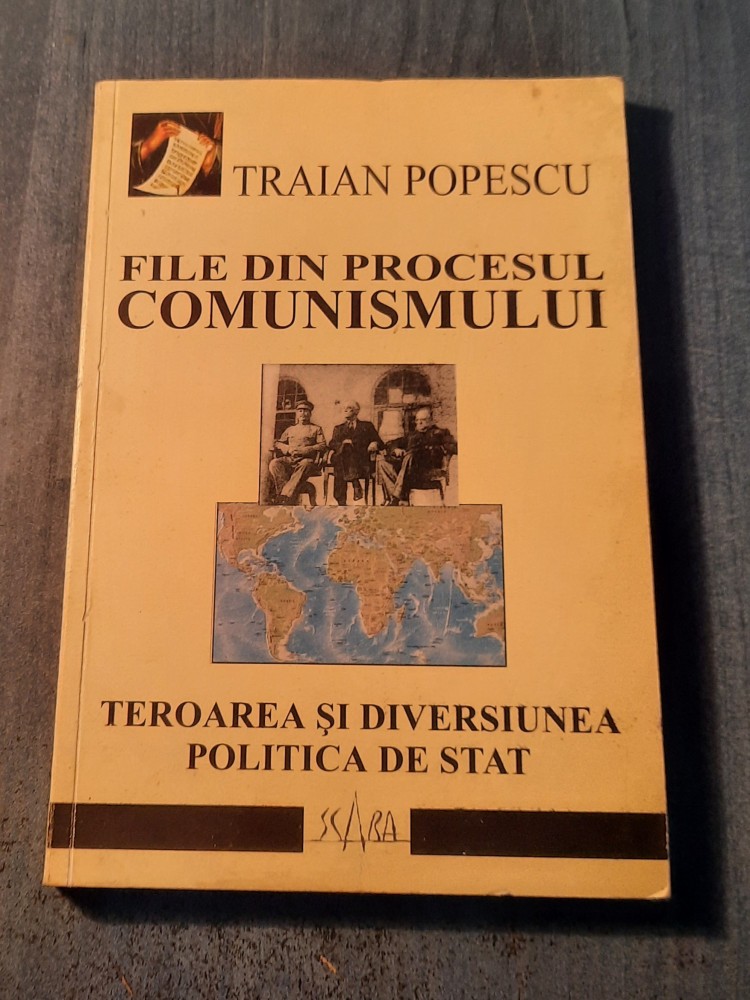 TRAIAN POPESCU
FILE DIN PROCESUL
COMUNISMULUI
TEROAREA ŞI DIVERSIUNEA
POLITICA DE STAT
SCARA